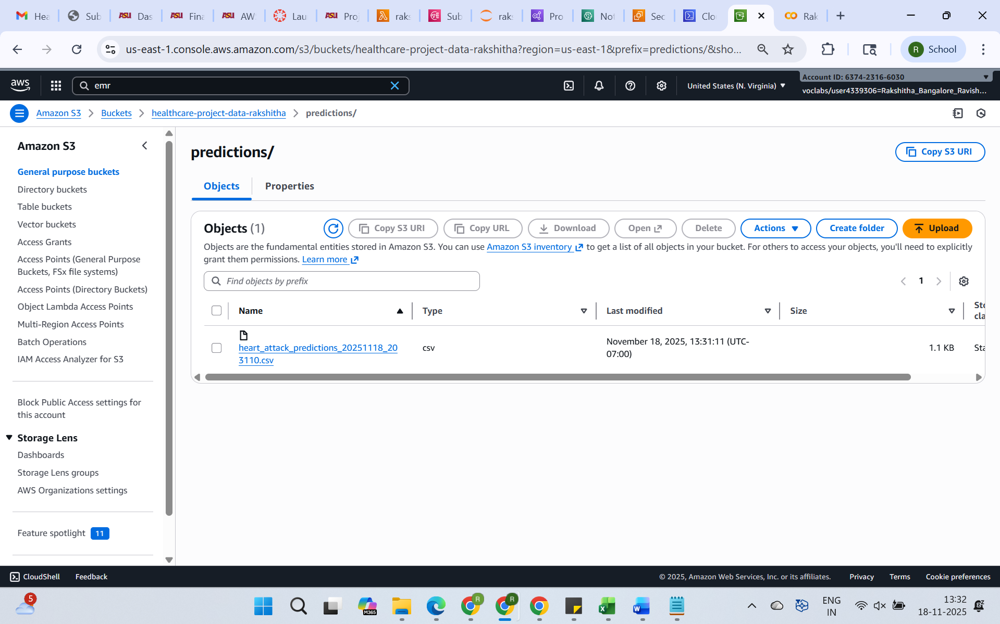 Hea
Sub
Das
Fina
AW
Lau
Proj
raks
Sub
raks
Pro
Not
Sec
Clo
Rak
us-east-1.console.aws.amazon.com/s3/buckets/healthcare-project-data-rakshitha?region=us-east-1&prefix=predictions/&sho...
R School
aws
emr
United States (N. Virginia)
Account ID: 6374-2316-6030
voclabs/user4339306=Rakshitha_Bangalore_Ravish...
Amazon S3 > Buckets > healthcare-project-data-rakshitha > predictions/
Amazon S3
General purpose buckets
Directory buckets
Table buckets
Vector buckets
Access Grants
Access Points (General Purpose
Buckets, FSx file systems)
Access Points (Directory Buckets)
Object Lambda Access Points
Multi-Region Access Points
Batch Operations
IAM Access Analyzer for S3
Block Public Access settings for
this account
Storage Lens
Dashboards
Storage Lens groups
AWS Organizations settings
Feature spotlight 11
predictions/
Copy S3 URI
Objects
Properties
Objects (1)
Copy S3 URI
Copy URL
Download
Open
Delete
Actions
Create folder
Upload
Objects are the fundamental entities stored in Amazon S3. You can use Amazon S3 inventory to get a list of all objects in your bucket. For others to access your objects, you'll need to explicitly
grant them permissions. Learn more
Find objects by prefix
1
Name
Type
Last modified
Size
Sto
cla
heart_attack_predictions_20251118_20
3110.csv
csv
November 18, 2025, 13:31:11 (UTC-
07:00)
1.1 KB
Sta
CloudShell
Feedback
© 2025, Amazon Web Services, Inc. or its affiliates.
Privacy
Terms
Cookie preferences
5
M365
R
R
ENG
IN
13:32
18-11-2025